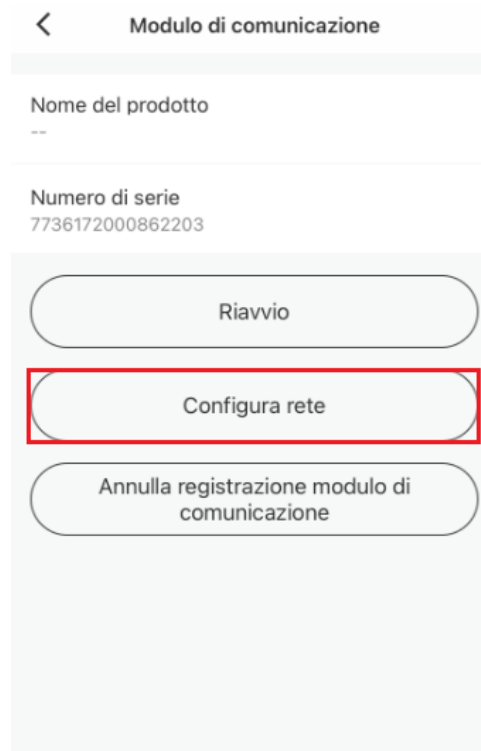 Modulo di comunicazione
Nome del prodotto
--
Numero di serie
7736172000862203
Riavvio
Configura rete
Annulla registrazione modulo di
comunicazione